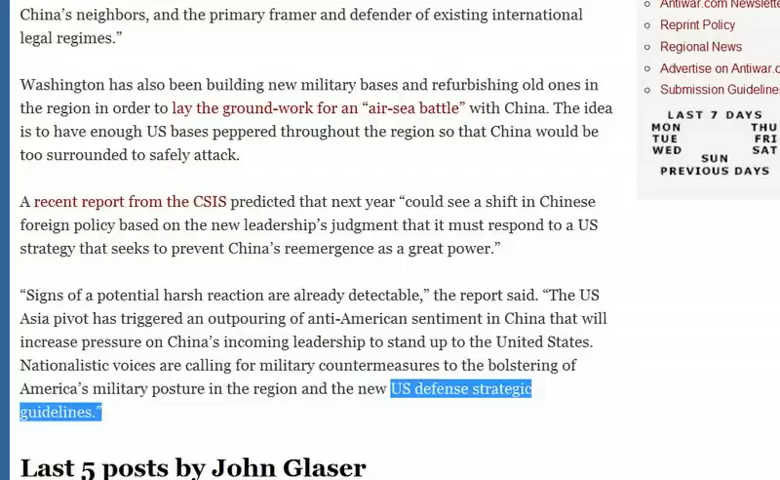 China’s neighbors, and the primary framer and defender of existing international
legal regimes.”
Washington has also been building new military bases and refurbishing old ones in
the region in order to lay the ground-work for an “air-sea battle” with China. The idea
is to have enough US bases peppered throughout the region so that China would be
too surrounded to safely attack.
A recent report from the CSIS predicted that next year “could see a shift in Chinese
foreign policy based on the new leadership’s judgment that it must respond to a US
strategy that seeks to prevent China’s reemergence as a great power.”
“Signs of a potential harsh reaction are already detectable,” the report said. “The US
Asia pivot has triggered an outpouring of anti-American sentiment in China that will
increase pressure on China’s incoming leadership to stand up to the United States.
Nationalistic voices are calling for military countermeasures to the bolstering of
America’s military posture in the region and the new US defense strategic
guidelines.”
Last 5 posts by John Glaser
Antiwar.com Newslette
Reprint Policy
Regional News
Advertise on Antiwar.c
Submission Guideline
LAST 7 DAYS
MON THU
TUE FRI
WED SAT
SUN
PREVIOUS DAYS